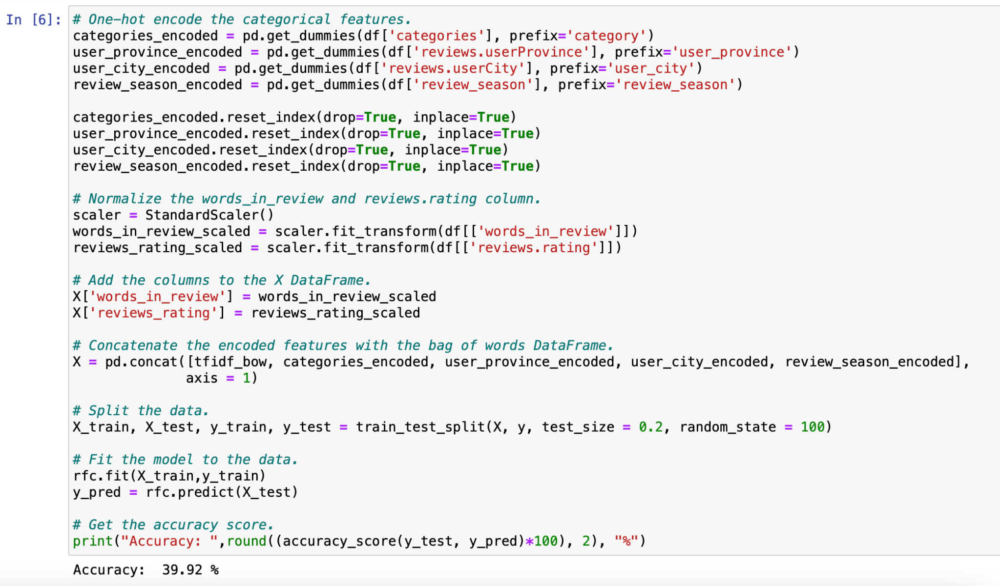 In [6]:
# One-hot encode the categorical features.
categories_encoded = pd.get_dummies(df['categories'], prefix='category')
user_province_encoded = pd.get_dummies(df['reviews.userProvince'], prefix='user_province')
user_city_encoded = pd.get_dummies(df['reviews.userCity'], prefix='user_city')
review_season_encoded = pd.get_dummies(df['review_season'], prefix='review_season')
categories_encoded.reset_index(drop=True, inplace=True)
user_province_encoded.reset_index(drop=True, inplace=True)
user_city_encoded.reset_index(drop=True, inplace=True)
review_season_encoded.reset_index(drop=True, inplace=True)
# Normalize the words_in_review and reviews.rating column.
scaler = StandardScaler()
words_in_review_scaled = scaler.fit_transform(df[['words_in_review']])
reviews_rating_scaled = scaler.fit_transform(df[['reviews.rating']])
# Add the columns to the X DataFrame.
X['words_in_review'] = words_in_review_scaled
X['reviews_rating'] = reviews_rating_scaled
# Concatenate the encoded features with the bag of words DataFrame.
X = pd.concat([tfidf_bow, categories_encoded, user_province_encoded, user_city_encoded, review_season_encoded],
axis = 1)
# Split the data.
X_train, X_test, y_train, y_test = train_test_split(X, y, test_size = 0.2, random_state = 100)
# Fit the model to the data.
rfc.fit(X_train,y_train)
y_pred = rfc.predict(X_test)
# Get the accuracy score.
print("Accuracy: ",round((accuracy_score(y_test, y_pred)*100), 2), "%")
Accuracy:  39.92 %